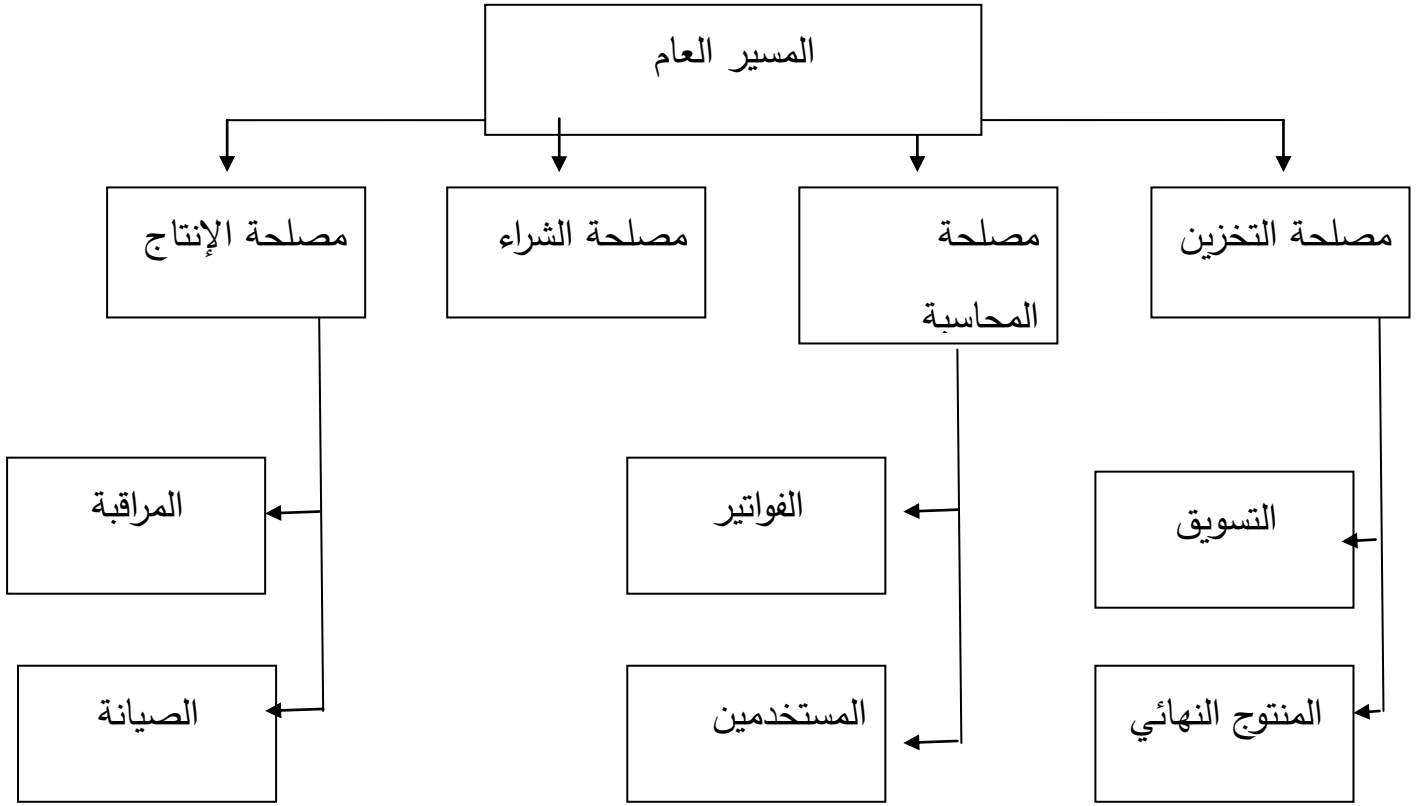 المسير العام
مصلحة التخزين
مصلحة
المحاسبة
مصلحة الشراء
مصلحة الإنتاج
التسويق
الفواتير
المراقبة
المنتوج النهائي
المستخدمين
الصيانة